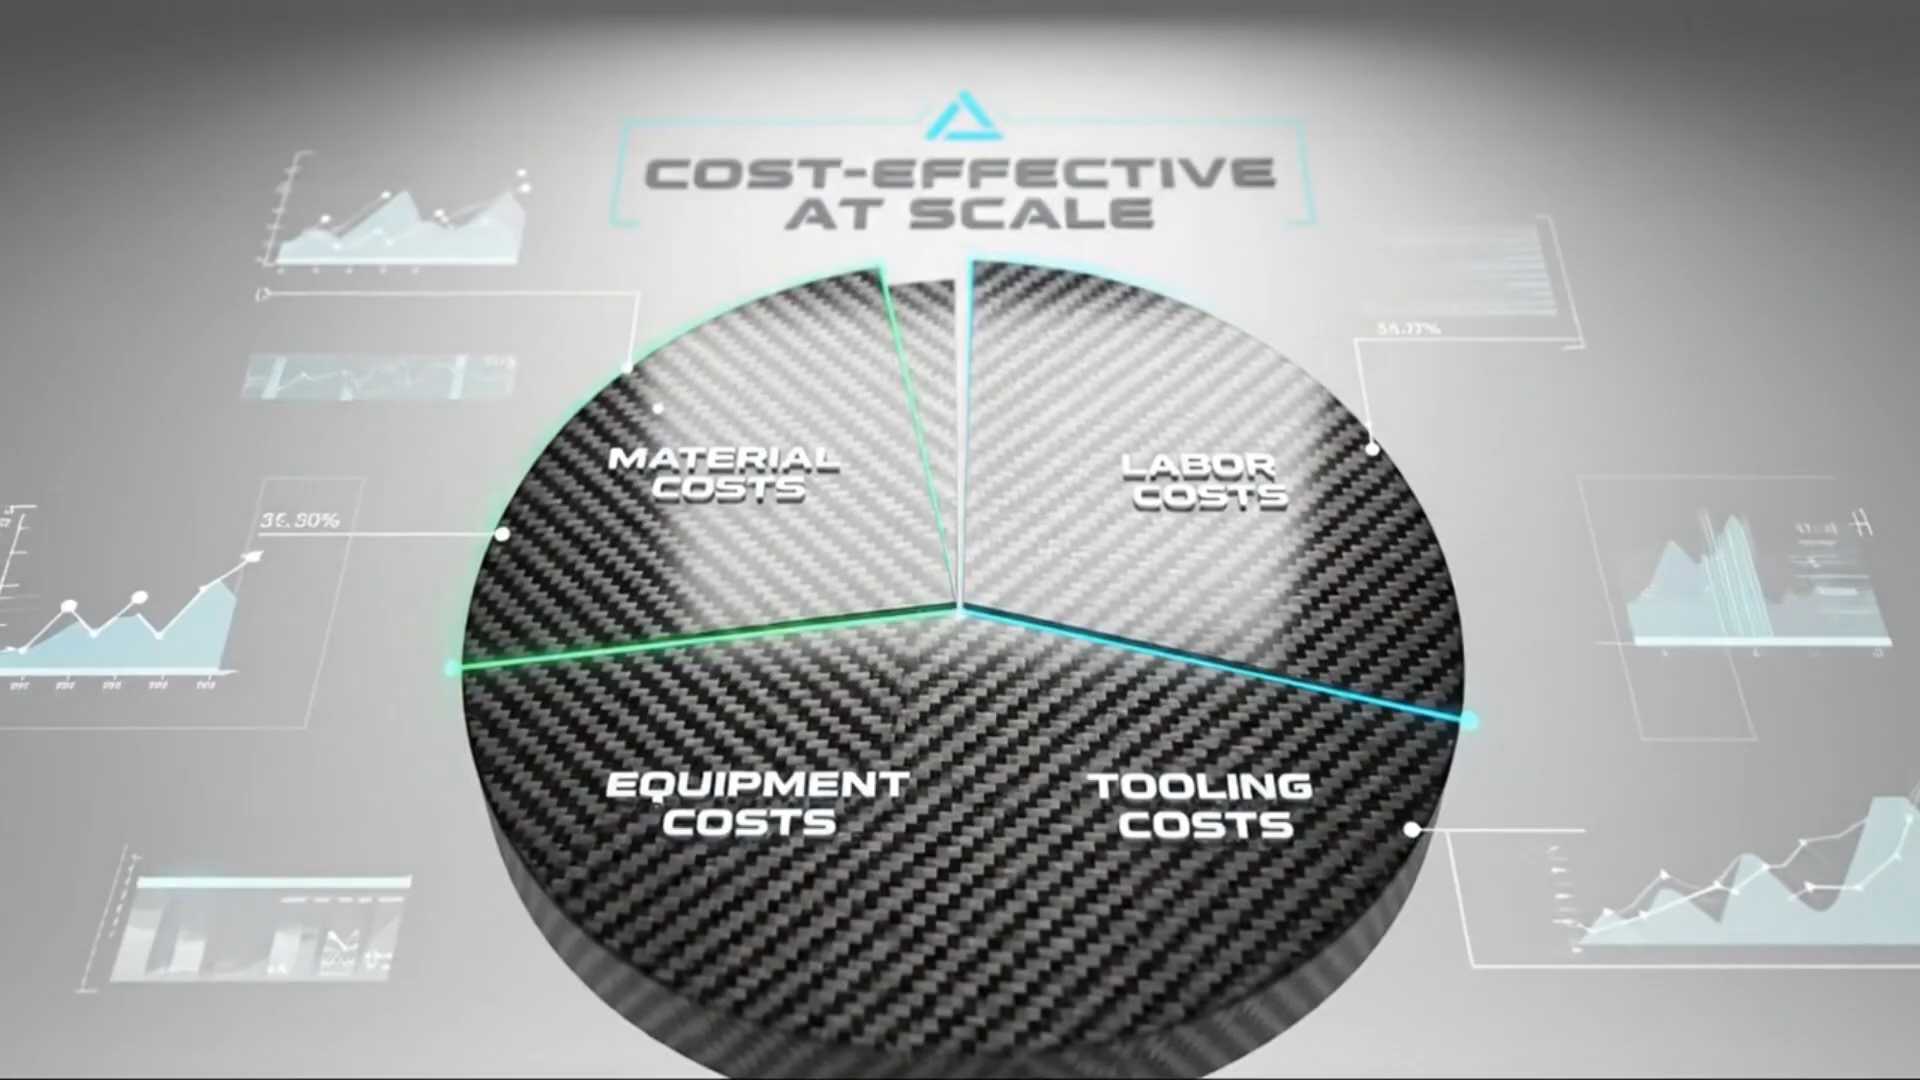 COST-EFFECTIVE
AT SCALE
MATERIAL
COSTS
LABOR
COSTS
EQUIPMENT
COSTS
TOOLING
COSTS